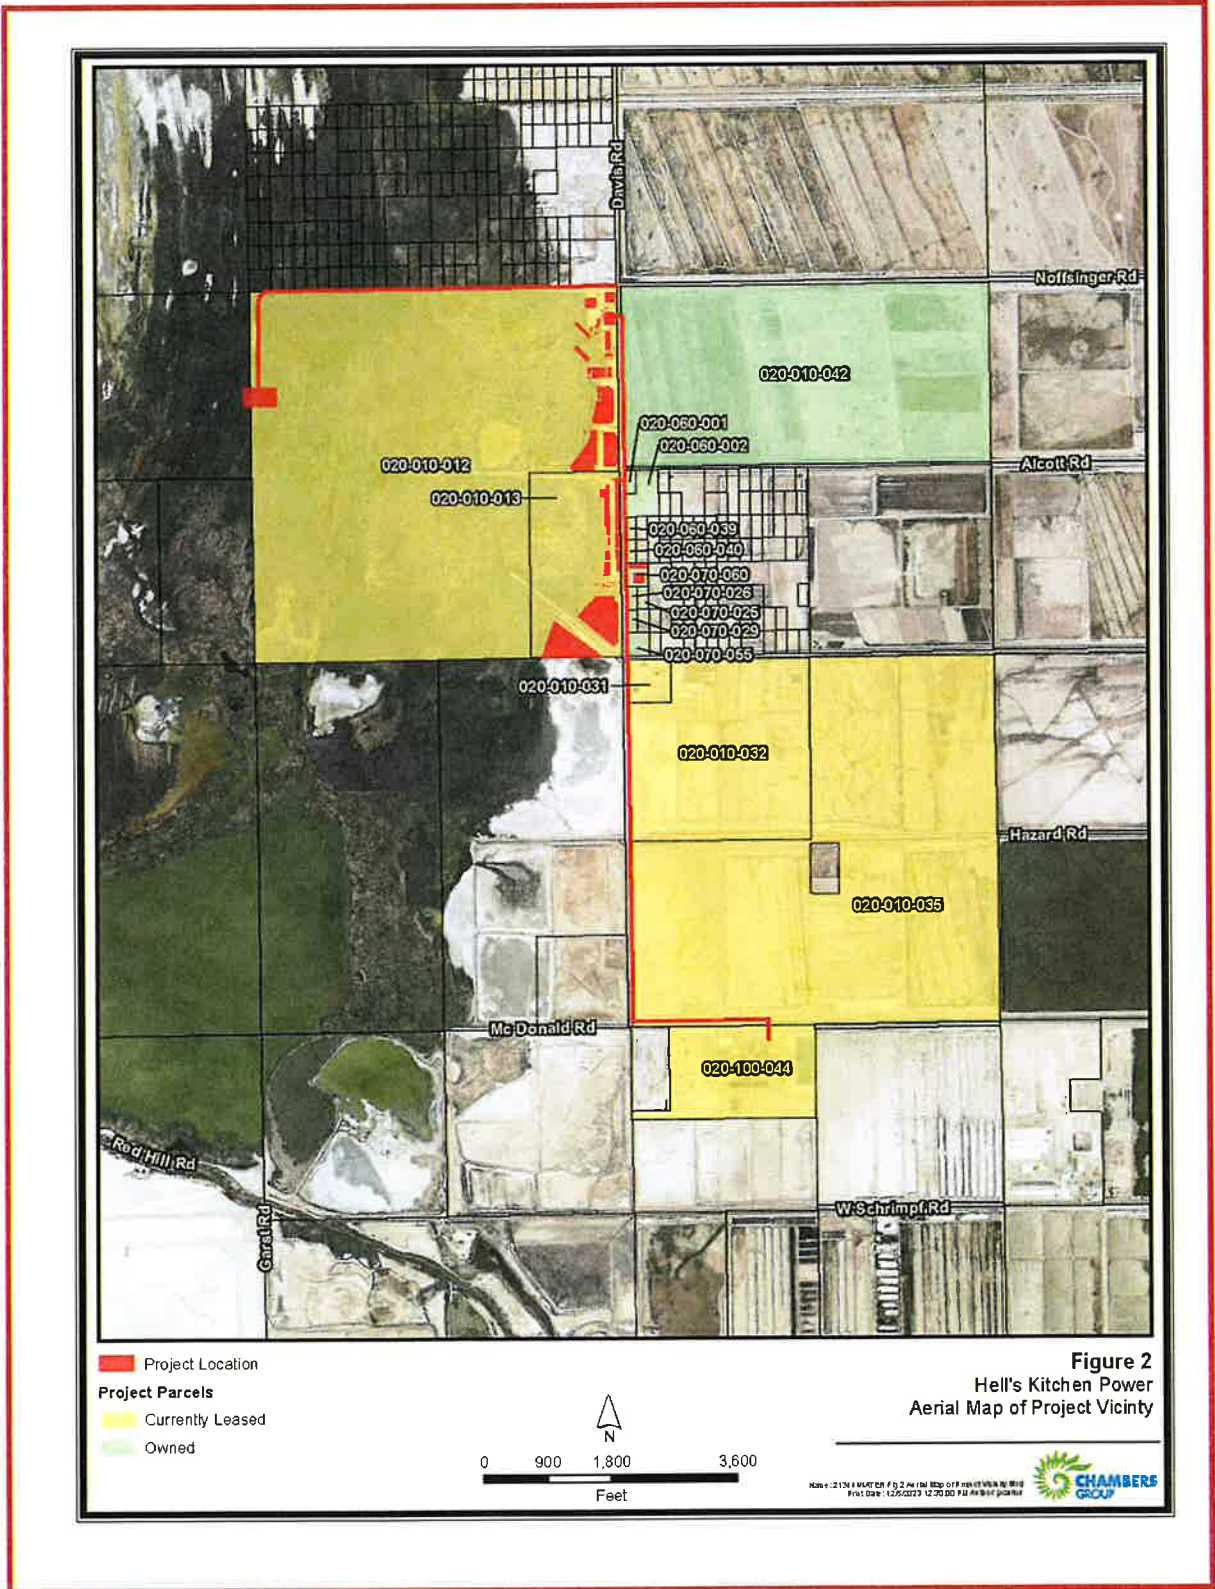 Davis Rd
Noffsinger Rd
020-010-042
020-060-001
020-060-002
020-010-012
Alcott Rd
020-010-013
020-060-039
020-060-040
020-070-060
020-070-026
020-070-025
020-070-029
020-070-055
020-010-031
020-010-032
Hazard Rd
020-010-035
Mc Donald Rd
020-100-044
Red Hill Rd
W Schrimpf Rd
Garst Rd
Project Location
Project Parcels
Currently Leased
Owned
N
0 900 1,800 3,600
Feet
Figure 2
Hell's Kitchen Power
Aerial Map of Project Vicinty
CHAMBERS
GROUP